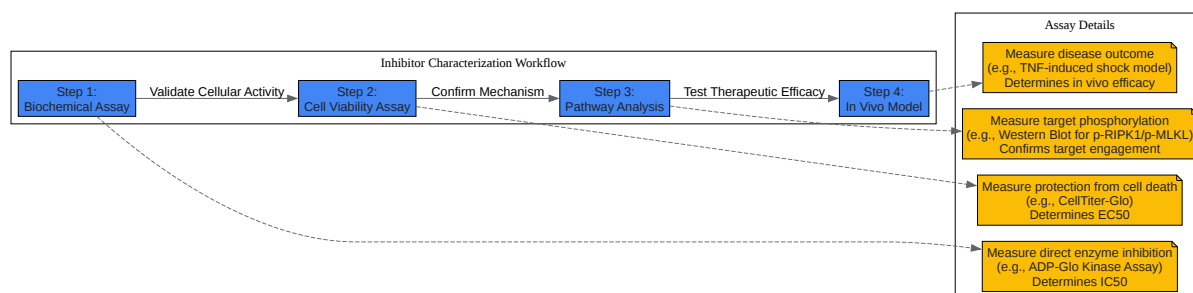 Assay Details
Inhibitor Characterization Workflow
Step 1:
Biochemical Assay
Validate Cellular Activity
Step 2:
Cell Viability Assay
Confirm Mechanism
Step 3:
Pathway Analysis
Test Therapeutic Efficacy
Step 4:
In Vivo Model
Measure disease outcome
(e.g., TNF-induced shock model)
Determines in vivo efficacy
Measure target phosphorylation
(e.g., Western Blot for p-RIPK1/p-MLKL)
Confirms target engagement
Measure protection from cell death
(e.g., CellTiter-Glo)
Determines EC50
Measure direct enzyme inhibition
(e.g., ADP-Glo Kinase Assay)
Determines IC50